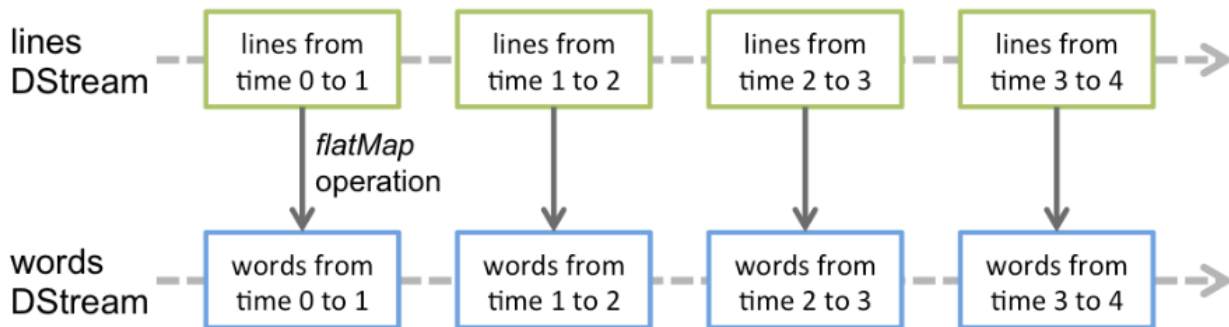 lines
DStream
lines from
time 0 to 1
lines from
time 1 to 2
lines from
time 2 to 3
lines from
time 3 to 4
flatMap
operation
words
DStream
words from
time 0 to 1
words from
time 1 to 2
words from
time 2 to 3
words from
time 3 to 4